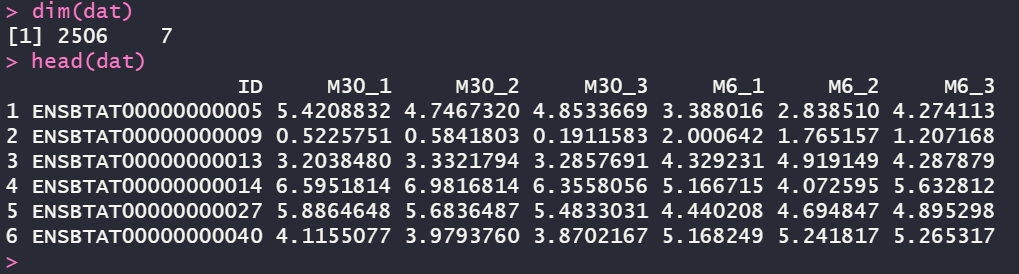 > dim(dat)
[1] 2506    7
> head(dat)
                  ID      M30_1     M30_2     M30_3     M6_1     M6_2     M6_3
1 ENSBTAT00000000005 5.4208832 4.7467320 4.8533669 3.388016 2.838510 4.274113
2 ENSBTAT00000000009 0.5225751 0.5841803 0.1911583 2.000642 1.765157 1.207168
3 ENSBTAT00000000013 3.2038480 3.3321794 3.2857691 4.329231 4.919149 4.287879
4 ENSBTAT00000000014 6.5951814 6.9816814 6.3558056 5.166715 4.072595 5.632812
5 ENSBTAT00000000027 5.8864648 5.6836487 5.4833031 4.440208 4.694847 4.895298
6 ENSBTAT00000000040 4.1155077 3.9793760 3.8702167 5.168249 5.241817 5.265317
>